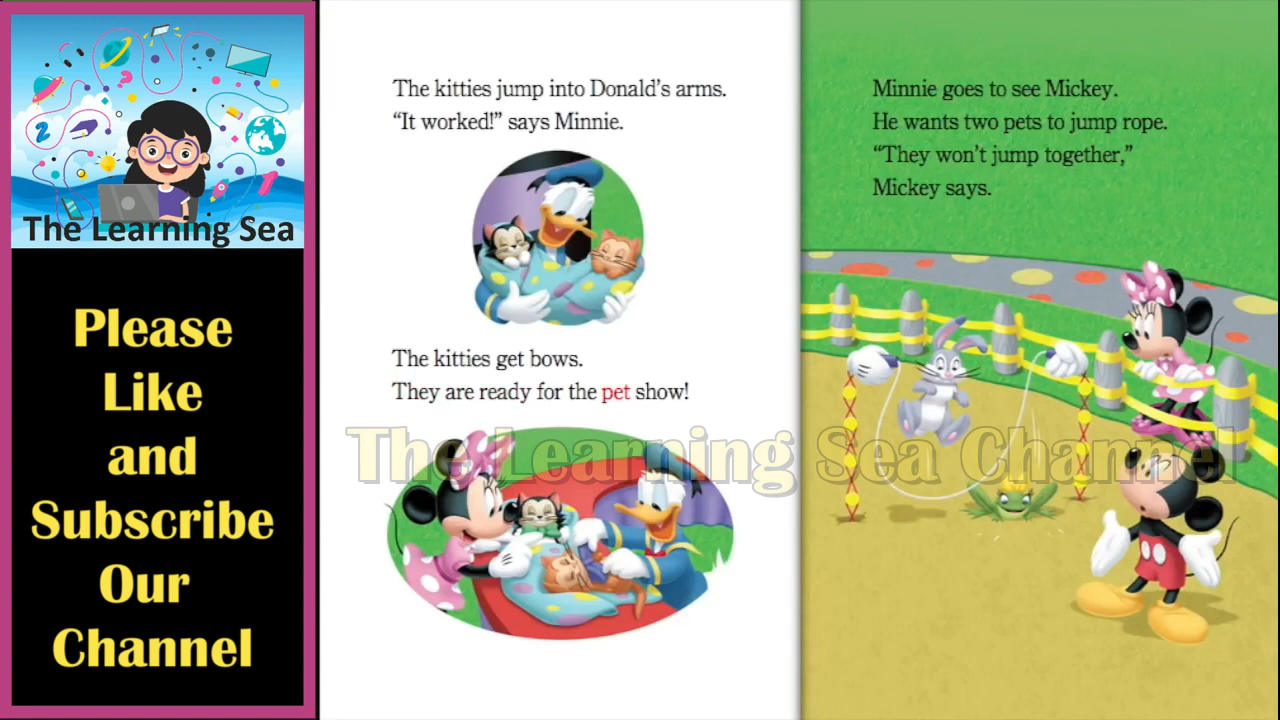 The Learning Sea
Please
Like
and
Subscribe
Our
Channel
The kitties jump into Donald’s arms.
“It worked!” says Minnie.
The kitties get bows.
They are ready for the pet show!
Minnie goes to see Mickey.
He wants two pets to jump rope.
“They won’t jump together,”
Mickey says.
The Learning Sea Channel